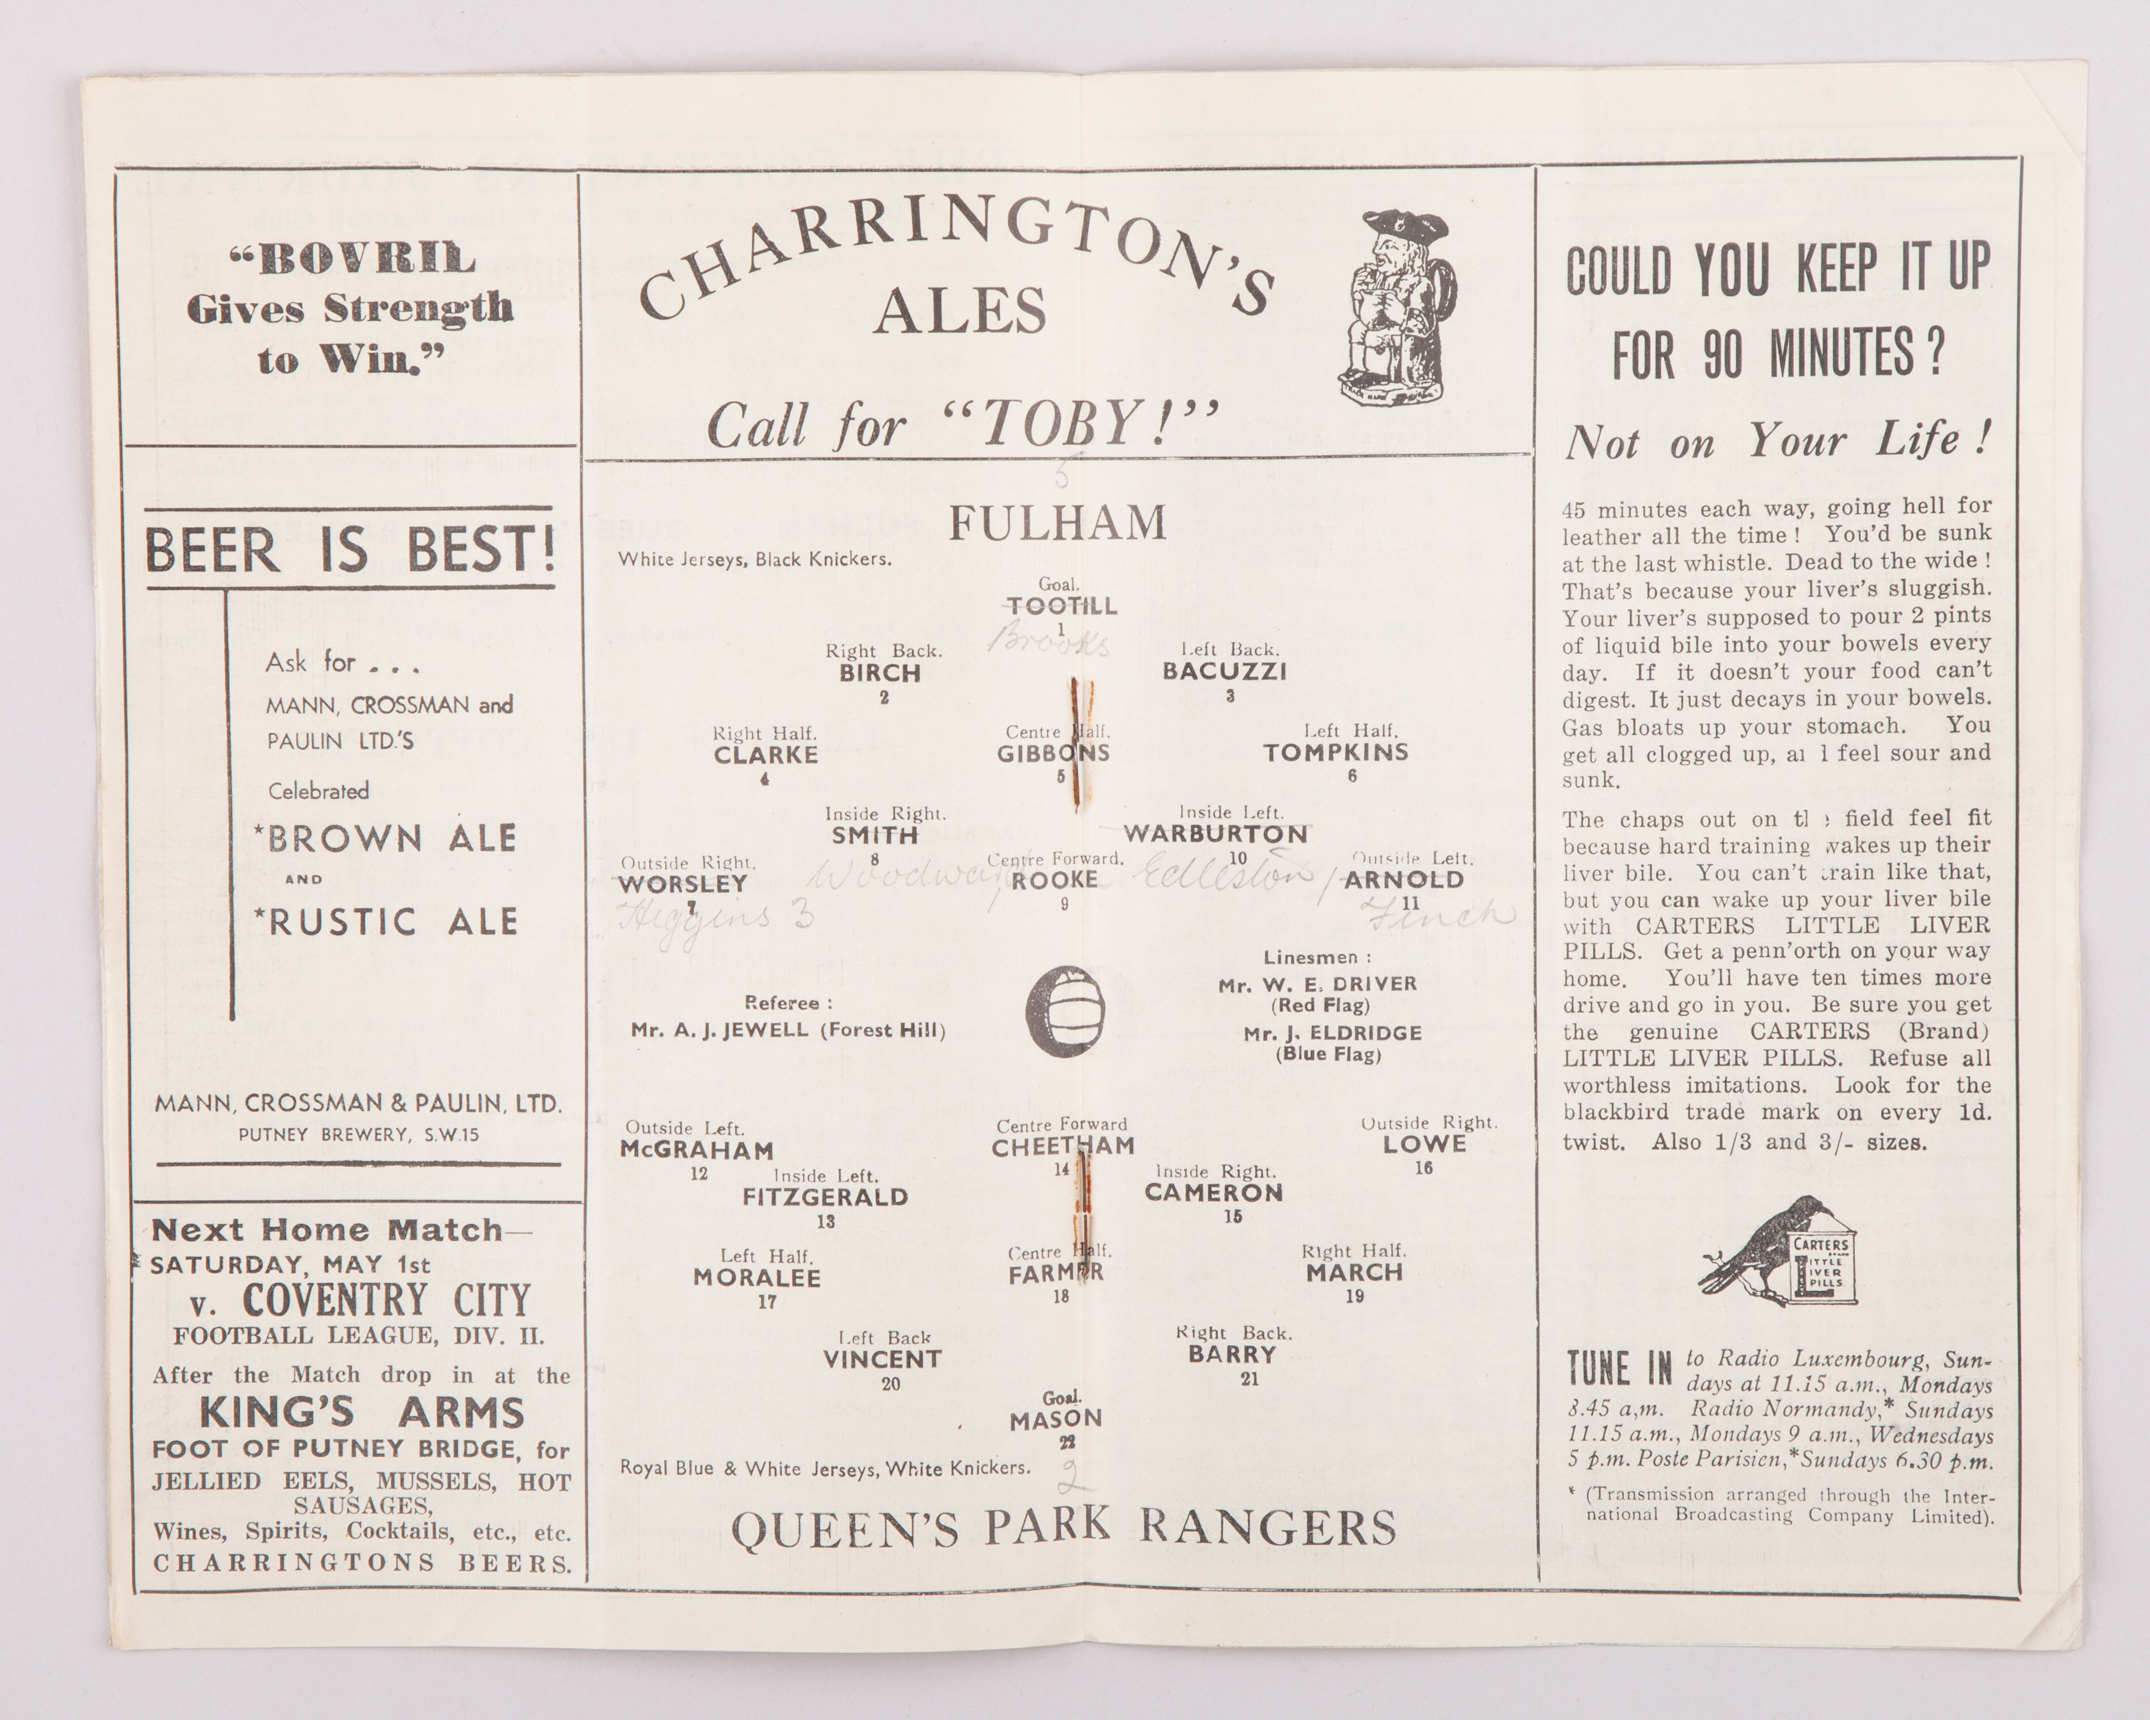 “BOVRIL
Gives Strength
to Win.”
BEER IS BEST!
Ask for . . .
MANN, CROSSMAN and
PAULIN LTD.'S
Celebrated
*BROWN ALE
AND
*RUSTIC ALE
MANN, CROSSMAN & PAULIN, LTD.
PUTNEY BREWERY, S.W.15
Next Home Match—
SATURDAY, MAY 1st
v. COVENTRY CITY
FOOTBALL LEAGUE, DIV. II.
After the Match drop in at the
KING'S ARMS
FOOT OF PUTNEY BRIDGE, for
JELLIED EELS, MUSSELS, HOT
SAUSAGES,
Wines, Spirits, Cocktails, etc., etc.
CHARRINGTONS BEERS.
CHARRINGTON'S
ALES
Call for “TOBY!”
5
FULHAM
White Jerseys, Black Knickers.
Goal.
TOOTILL
1
Brooks
Right Back. Left Back.
BIRCH BACUZZI
2 3
Right Half. Centre Half. Left Half.
CLARKE GIBBONS TOMPKINS
4 5 6
Inside Right. Inside Left.
SMITH WARBURTON
8 10
Outside Right. Centre Forward. Outside Left.
WORSLEY Woodward ROOKE Edleston / ARNOLD
7 9 11
Higgins 3 Finch
Linesmen :
Mr. W. E. DRIVER
(Red Flag)
Referee :
Mr. A. J. JEWELL (Forest Hill)
Mr. J. ELDRIDGE
(Blue Flag)
Outside Left. Centre Forward Outside Right.
McGRAHAM CHEETHAM LOWE
12 14 16
Inside Left. Inside Right.
FITZGERALD CAMERON
13 15
Left Half. Centre Half. Right Half.
MORALEE FARMER MARCH
17 18 19
Left Back Right Back.
VINCENT BARRY
20 21
Goal.
MASON
22
Royal Blue & White Jerseys, White Knickers.
2
QUEEN'S PARK RANGERS
COULD YOU KEEP IT UP
FOR 90 MINUTES ?
Not on Your Life !
45 minutes each way, going hell for
leather all the time ! You'd be sunk
at the last whistle. Dead to the wide !
That's because your liver's sluggish.
Your liver's supposed to pour 2 pints
of liquid bile into your bowels every
day. If it doesn't your food can't
digest. It just decays in your bowels.
Gas bloats up your stomach. You
get all clogged up, a l feel sour and
sunk.
The chaps out on t field feel fit
because hard training wakes up their
liver bile. You can't train like that,
but you can wake up your liver bile
with CARTERS LITTLE LIVER
PILLS. Get a penn'orth on your way
home. You'll have ten times more
drive and go in you. Be sure you get
the genuine CARTERS (Brand)
LITTLE LIVER PILLS. Refuse all
worthless imitations. Look for the
blackbird trade mark on every 1d.
twist. Also 1/3 and 3/- sizes.
CARTERS
LITTLE
LIVER
PILLS
TUNE IN to Radio Luxembourg, Sun-
days at 11.15 a.m., Mondays
8.45 a,m. Radio Normandy,* Sundays
11.15 a.m., Mondays 9 a.m., Wednesdays
5 p.m. Poste Parisien,*Sundays 6.30 p.m.
* (Transmission arranged through the Inter-
national Broadcasting Company Limited).